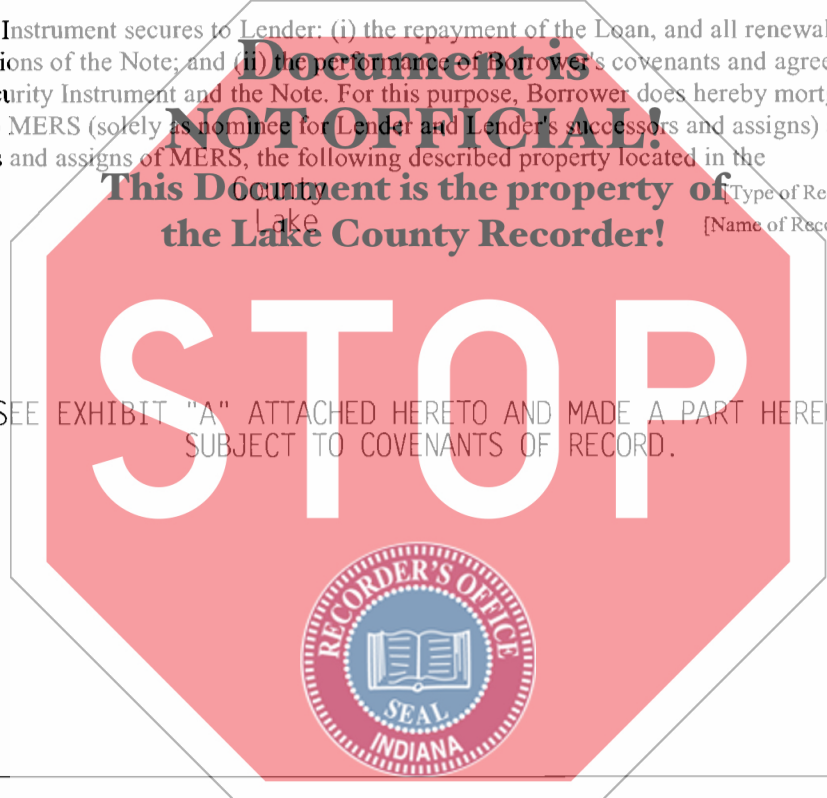 Instrument secures to Lender: (i) the repayment of the Loan, and all renewal
ions of the Note; and (ii) the performance of Borrower's covenants and agree
curity Instrument and the Note. For this purpose, Borrower does hereby mort
MERS (solely as nominee for Lender and Lender's successors and assigns)
and assigns of MERS, the following described property located in the
County [Type of Re
Lake [Name of Reco
Document is
NOT OFFICIAL!
This Document is the property of
the Lake County Recorder!
STOP
SEE EXHIBIT "A" ATTACHED HERETO AND MADE A PART HERE
SUBJECT TO COVENANTS OF RECORD.
RECORDER'S OFFICE
SEAL
INDIANA